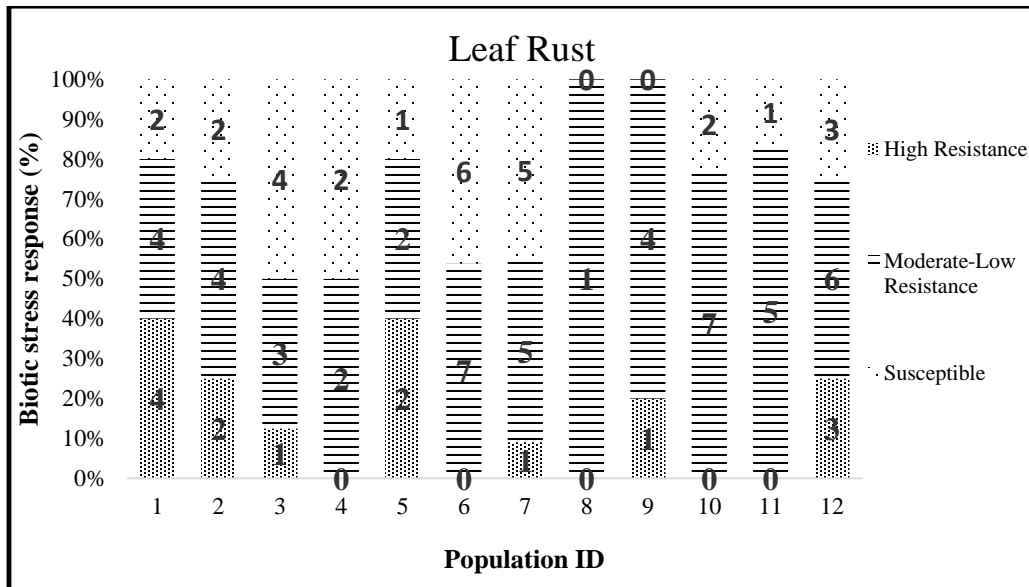 Leaf Rust
Biotic stress response (%)
100%
90%
80%
70%
60%
50%
40%
30%
20%
10%
0%
2 2 4 2 1 6 5 0 0 2 1 3
4 4 3 2 2 7 5 1 4 7 5 6
4 2 1 0 2 0 1 0 1 0 0 3
1 2 3 4 5 6 7 8 9 10 11 12
Population ID
High Resistance
Moderate-Low
Resistance
Susceptible